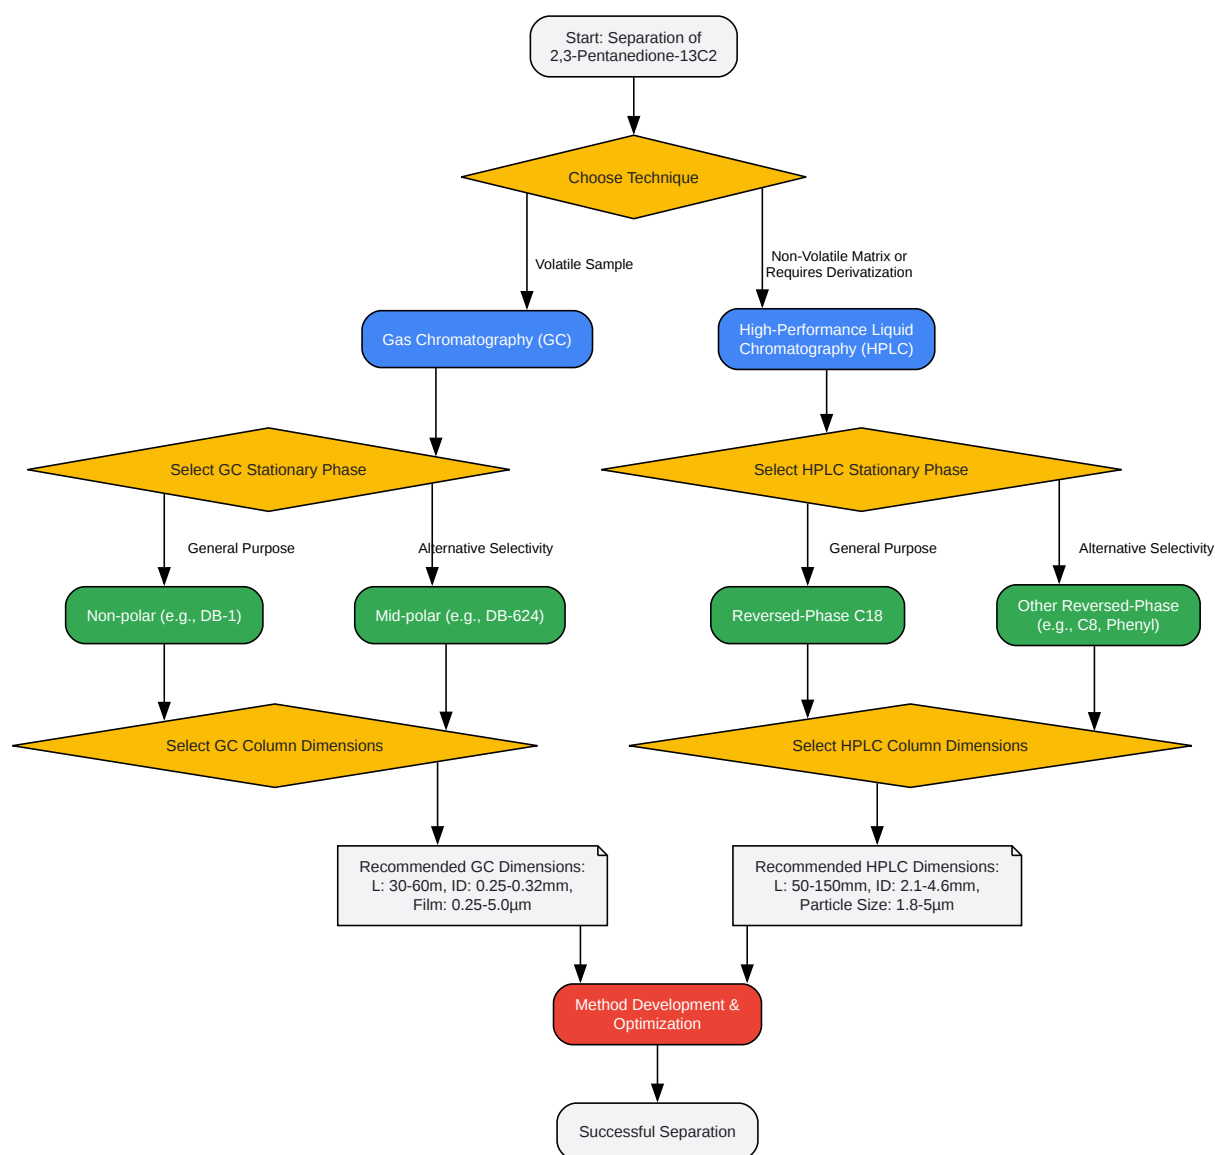 Start: Separation of
2,3-Pentanedione-13C2
Choose Technique
Volatile Sample
Non-Volatile Matrix or
Requires Derivatization
Gas Chromatography (GC)
High-Performance Liquid
Chromatography (HPLC)
Select GC Stationary Phase
Select HPLC Stationary Phase
General Purpose
Alternative Selectivity
General Purpose
Alternative Selectivity
Non-polar (e.g., DB-1)
Mid-polar (e.g., DB-624)
Reversed-Phase C18
Other Reversed-Phase
(e.g., C8, Phenyl)
Select GC Column Dimensions
Select HPLC Column Dimensions
Recommended GC Dimensions:
L: 30-60m, ID: 0.25-0.32mm,
Film: 0.25-5.0µm
Recommended HPLC Dimensions:
L: 50-150mm, ID: 2.1-4.6mm,
Particle Size: 1.8-5µm
Method Development &
Optimization
Successful Separation